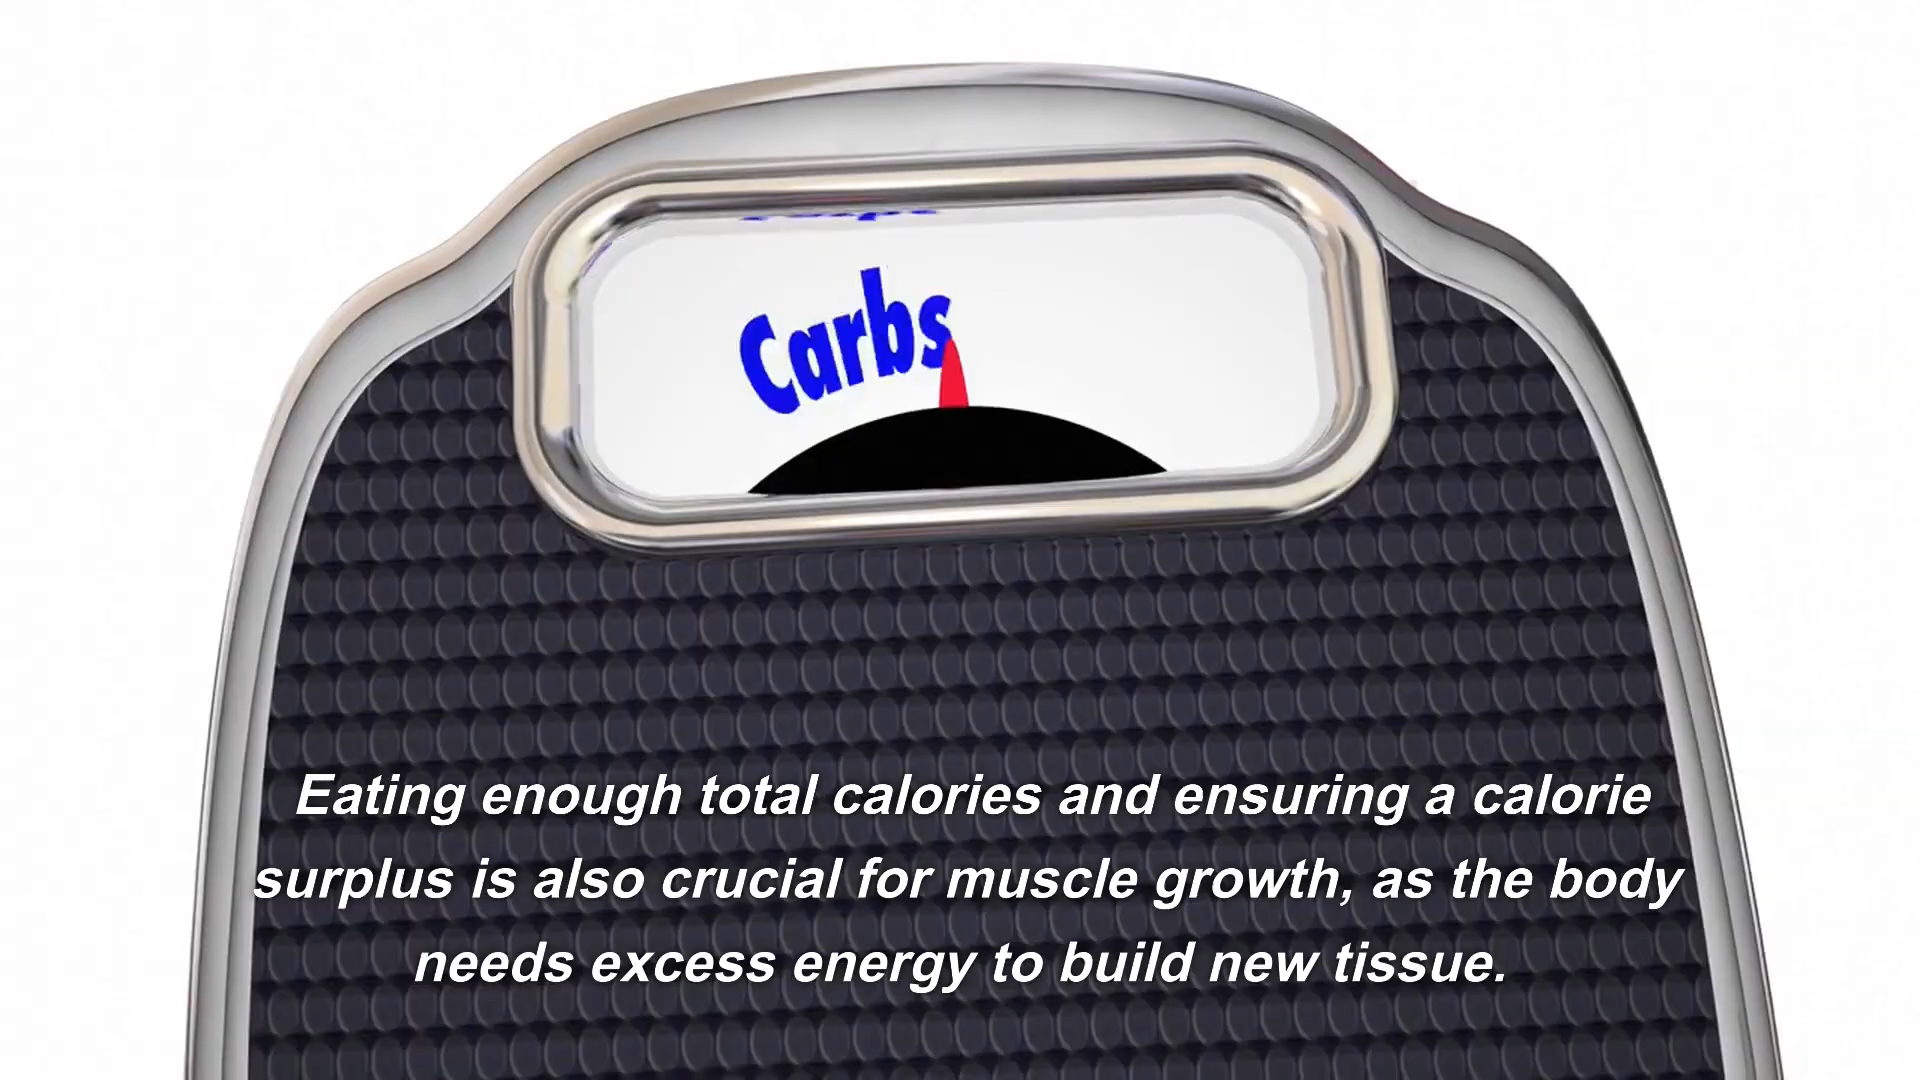 Carbs
Eating enough total calories and ensuring a calorie
surplus is also crucial for muscle growth, as the body
needs excess energy to build new tissue.